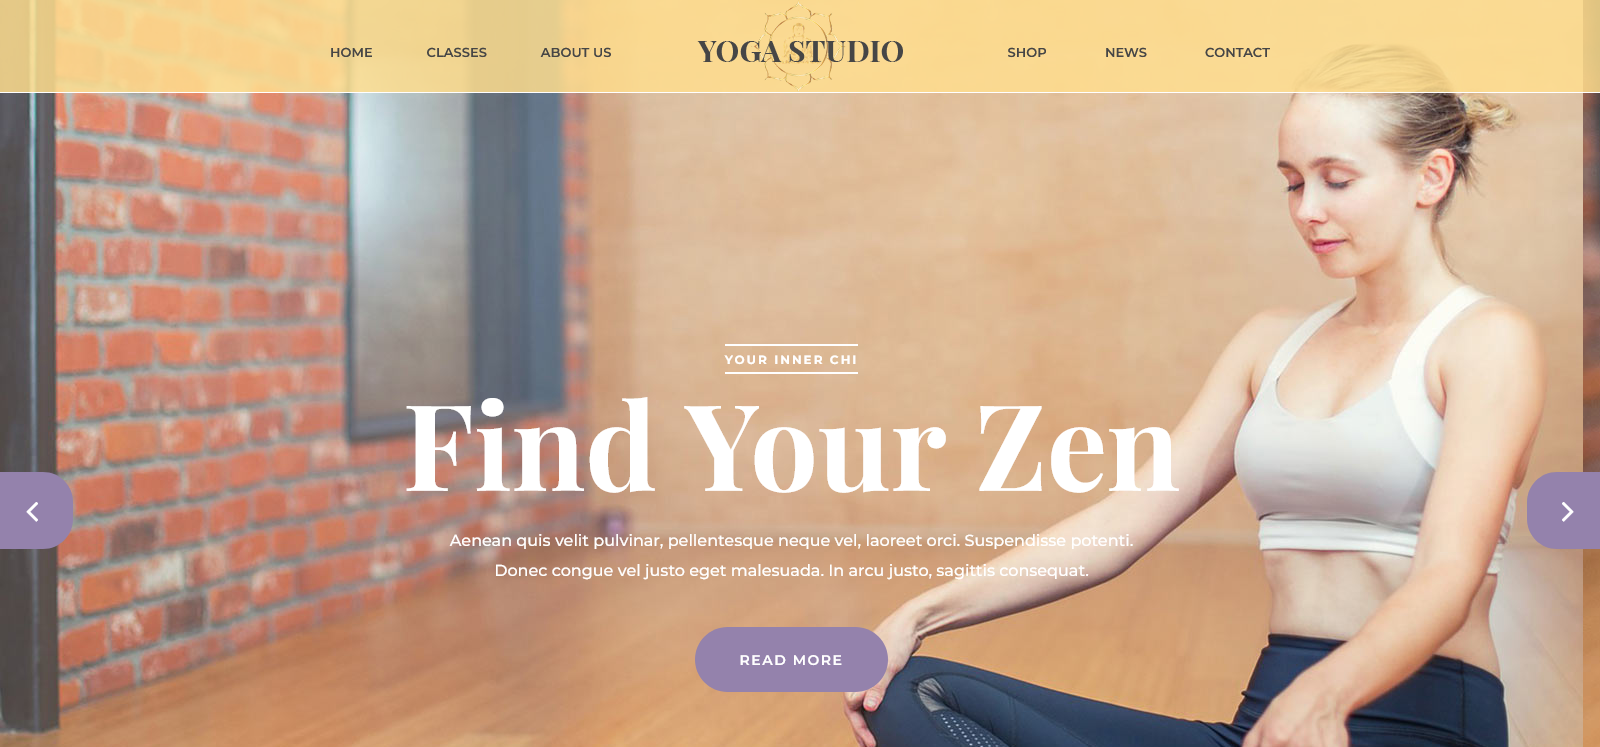 HOME CLASSES ABOUT US YOGA STUDIO SHOP NEWS CONTACT
YOUR INNER CHI
Find Your Zen
Aenean quis velit pulvinar, pellentesque neque vel, laoreet orci. Suspendisse potenti.
Donec congue vel justo eget malesuada. In arcu justo, sagittis consequat.
READ MORE